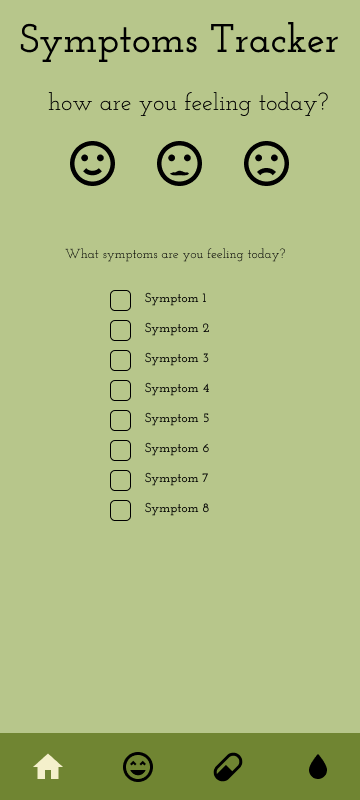 Symptoms Tracker
how are you feeling today?
What symptoms are you feeling today?
Symptom 1
Symptom 2
Symptom 3
Symptom 4
Symptom 5
Symptom 6
Symptom 7
Symptom 8